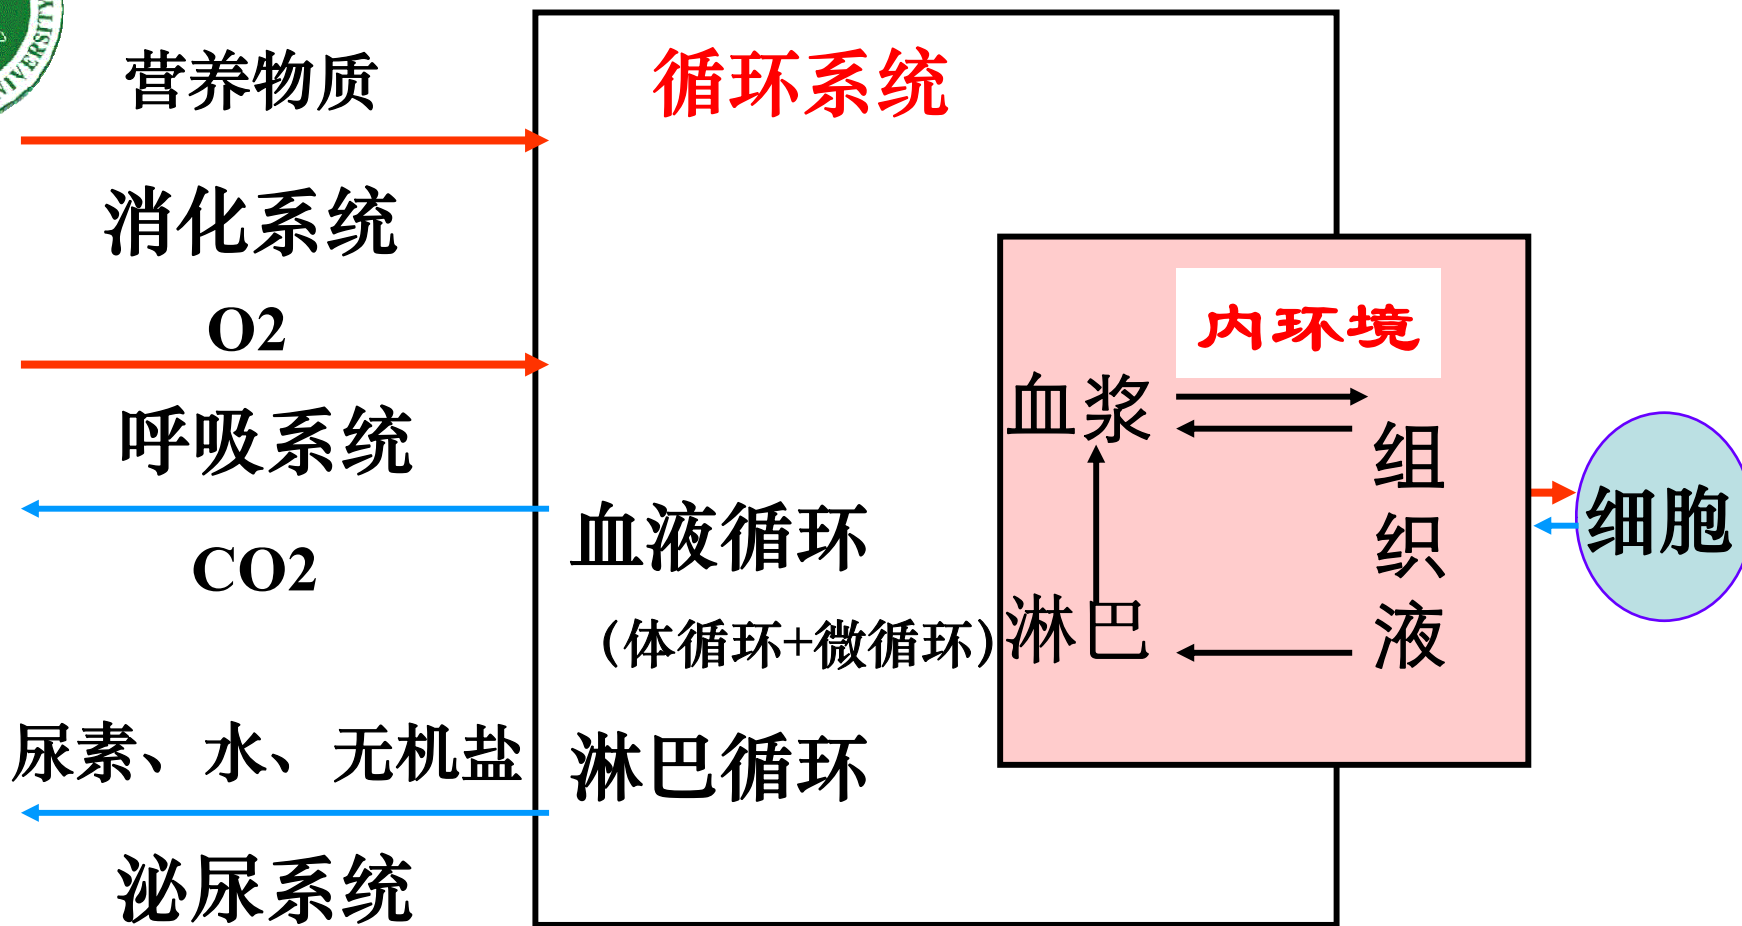 IVERSITY
营养物质
循环系统
消化系统
O2
呼吸系统
CO2
尿素、水、无机盐
泌尿系统
血液循环
（体循环+微循环）
淋巴循环
内环境
血浆
淋巴
组
织
液
细胞